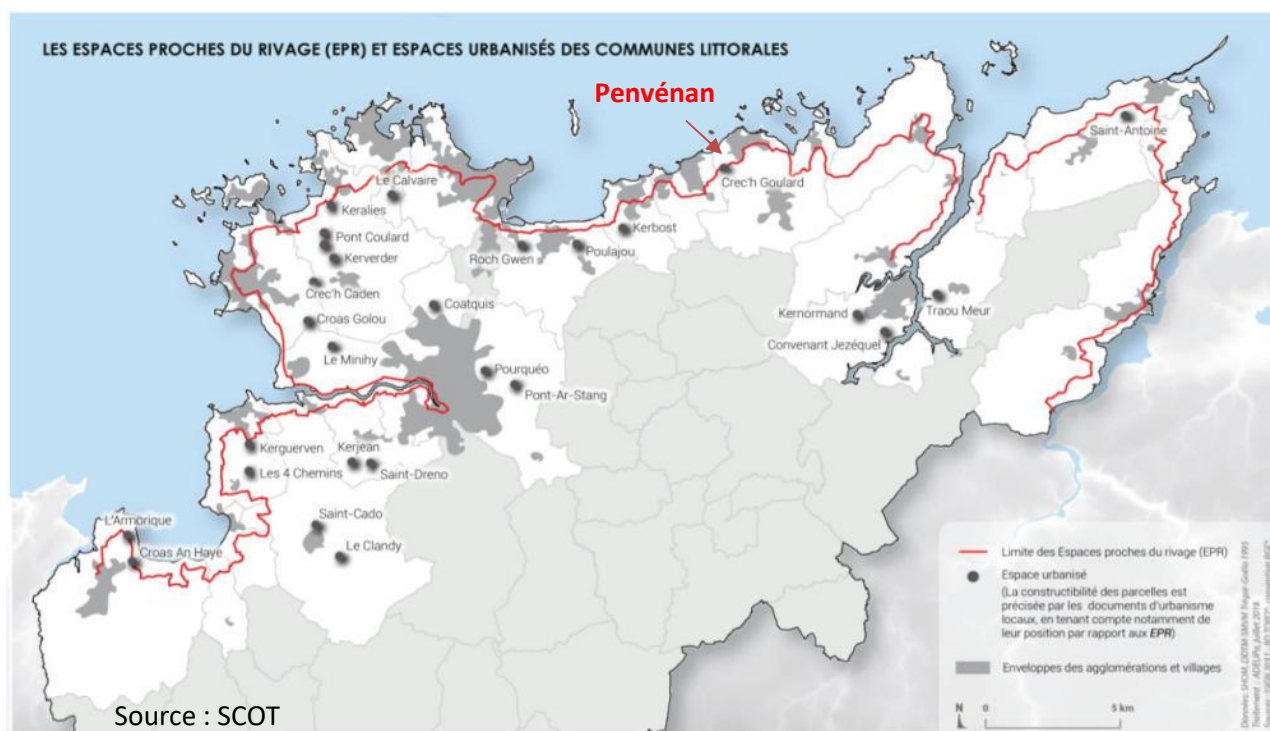 LES ESPACES PROCHES DU RIVAGE (EPR) ET ESPACES URBANISÉS DES COMMUNES LITTORALES
Penvénan
Saint-Antoine
Le Calvaire
Crec'h Goulard
Keralies
Pont Coulard
Kerbost
Kerverder
Roch Gwen
Poulajou
Crec'h Caden
Coatquis
Traou Meur
Croas Golou
Kernormand
Convenant Jezéquel
Le Minihy
Pourquéo
Pont-Ar-Stang
Kerguerven
Kerjean
Les 4 Chemins
Saint-Dreno
Saint-Cado
L'Armorique
Croas An Haye
Le Clandy
Limite des Espaces proches du rivage (EPR)
Espace urbanisé
(La constructibilité des parcelles est
précisée par les documents d'urbanisme
locaux, en tenant compte notamment de
leur position par rapport aux EPR)
Enveloppes des agglomérations et villages
N 0 5 km
Source : SCOT